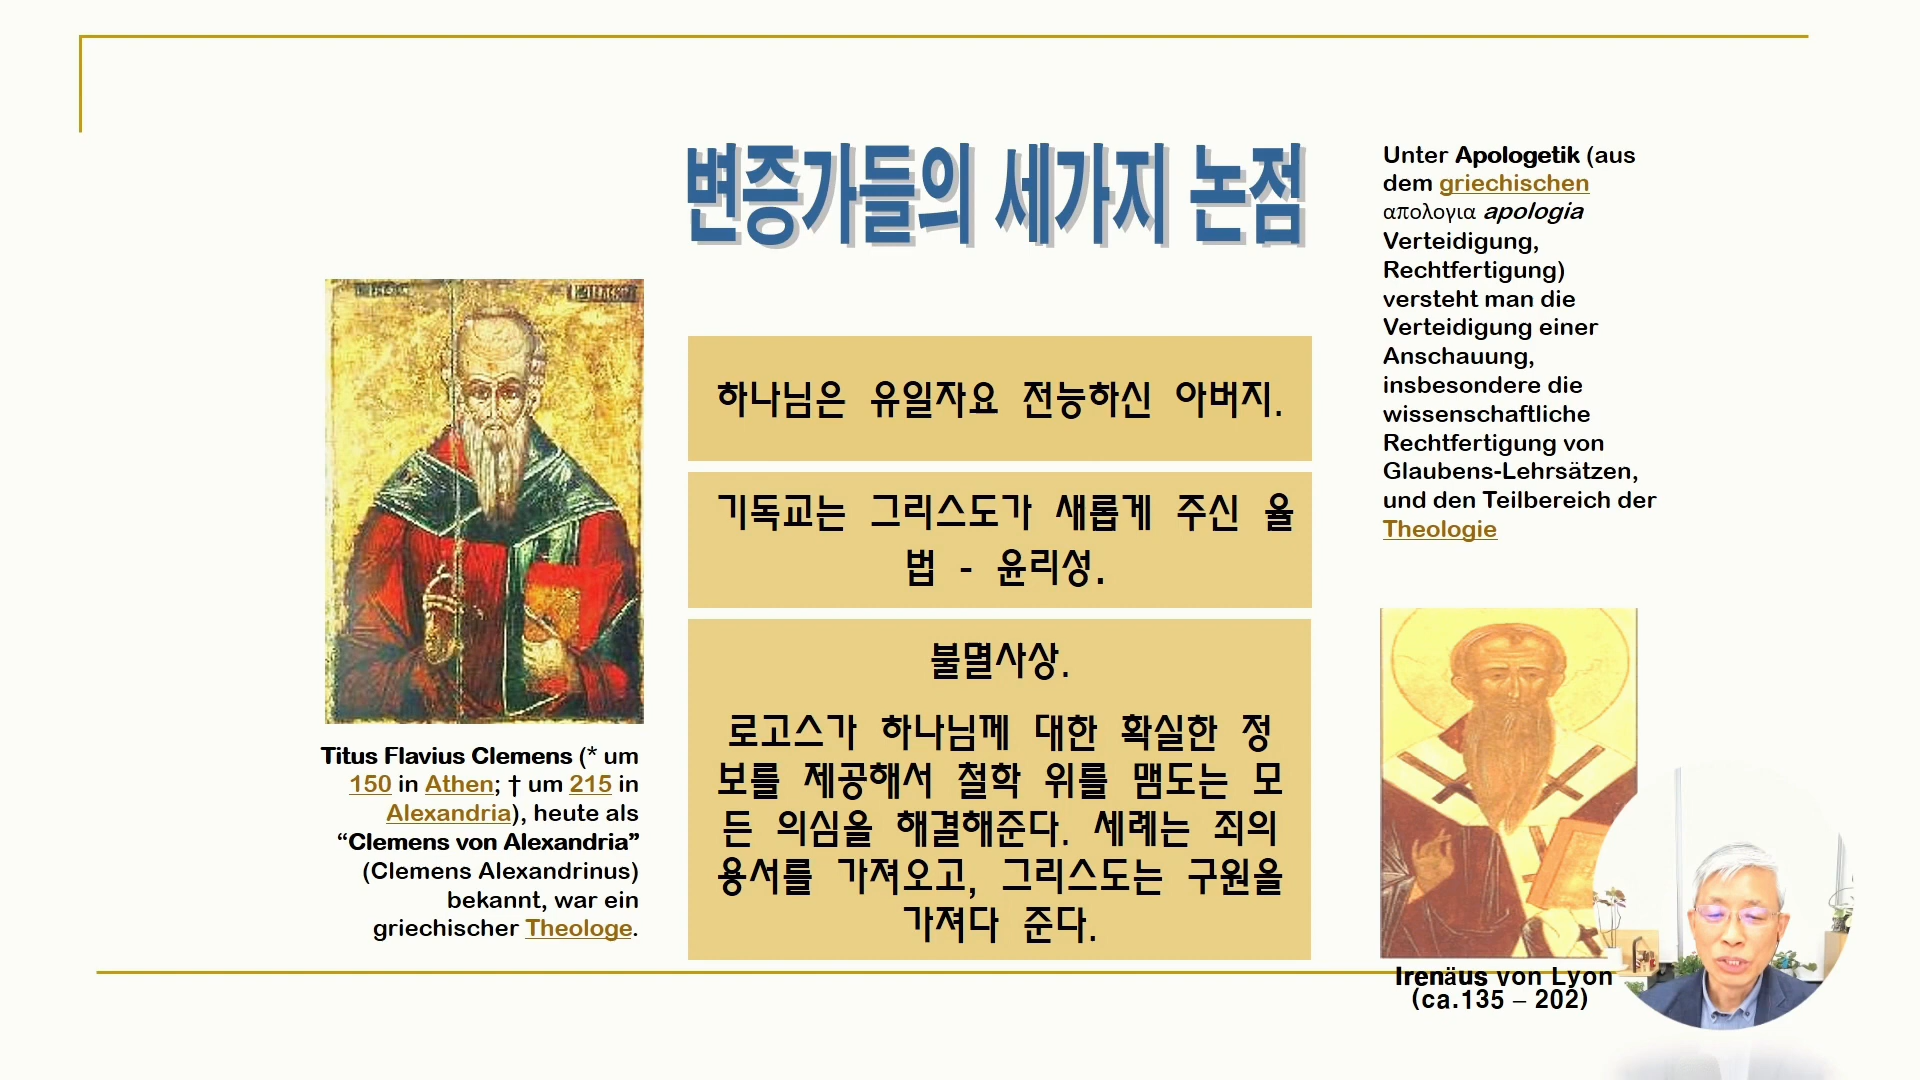 변증가들의 세가지 논점
하나님은 유일자요 전능하신 아버지.
기독교는 그리스도가 새롭게 주신 율
법 - 윤리성.
불멸사상.
로고스가 하나님께 대한 확실한 정
보를 제공해서 철학 위를 맴도는 모
든 의심을 해결해준다. 세례는 죄의
용서를 가져오고, 그리스도는 구원을
가져다 준다.
Titus Flavius Clemens (* um
150 in Athen; † um 215 in
Alexandria), heute als
“Clemens von Alexandria”
(Clemens Alexandrinus)
bekannt, war ein
griechischer Theologe.
Unter Apologetik (aus
dem griechischen
απολογια apologia
Verteidigung,
Rechtfertigung)
versteht man die
Verteidigung einer
Anschauung,
insbesondere die
wissenschaftliche
Rechtfertigung von
Glaubens-Lehrsätzen,
und den Teilbereich der
Theologie
Irenäus von Lyon
(ca.135 – 202)